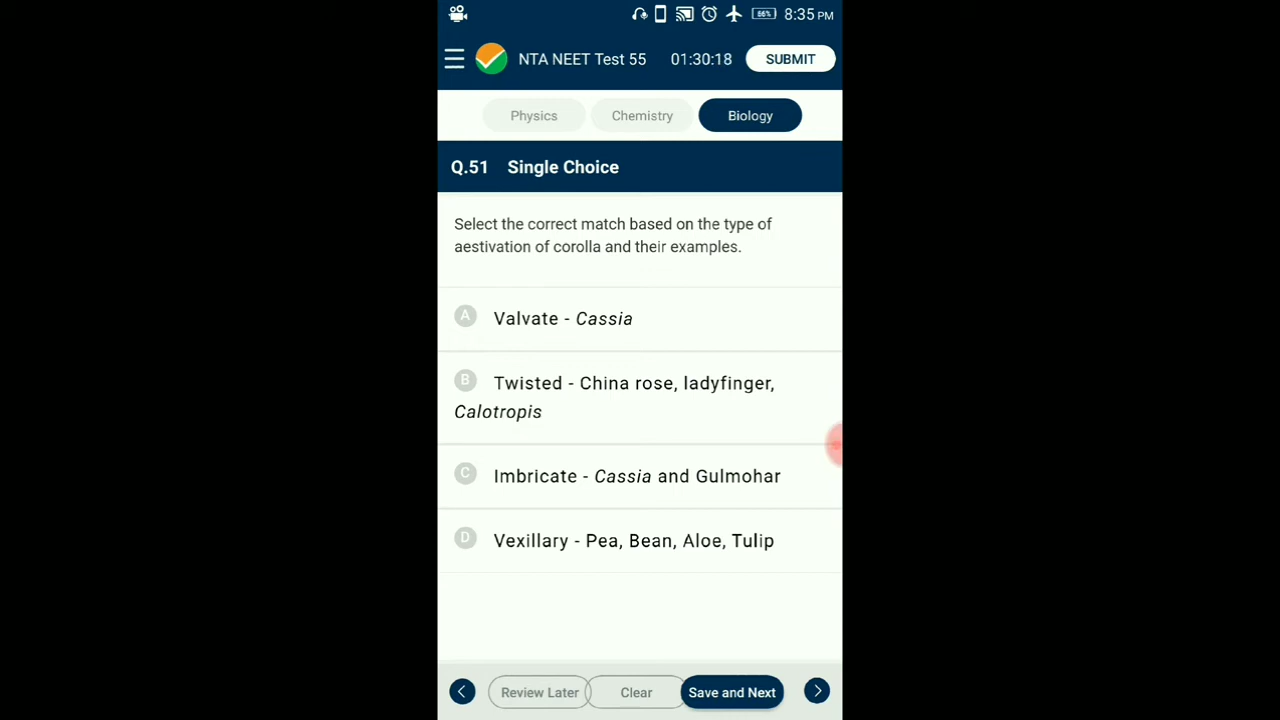 66% 8:35 PM
NTA NEET Test 55 01:30:18 SUBMIT
Physics Chemistry Biology
Q.51 Single Choice
Select the correct match based on the type of
aestivation of corolla and their examples.
A Valvate - Cassia
B Twisted - China rose, ladyfinger,
Calotropis
C Imbricate - Cassia and Gulmohar
D Vexillary - Pea, Bean, Aloe, Tulip
Review Later Clear Save and Next